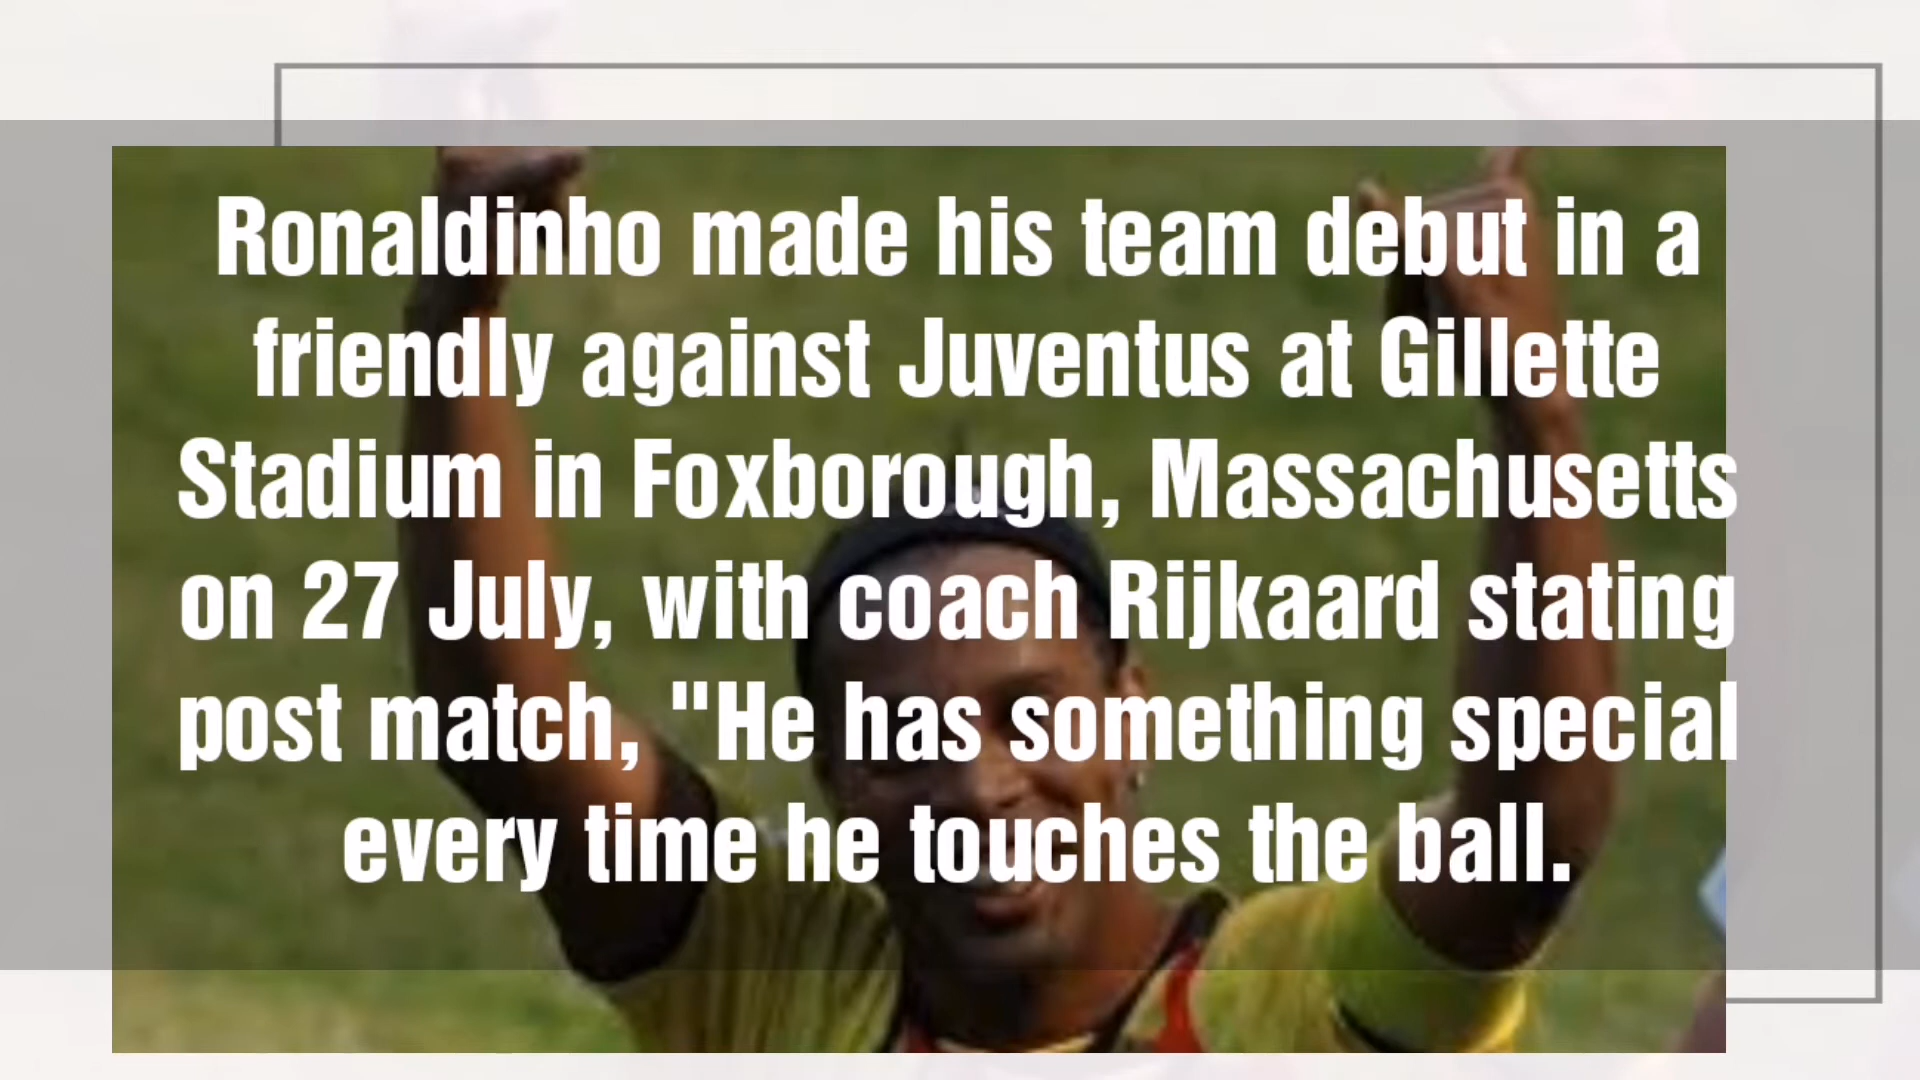 Ronaldinho made his team debut in a
friendly against Juventus at Gillette
Stadium in Foxborough, Massachusetts
on 27 July, with coach Rijkaard stating
post match, "He has something special
every time he touches the ball.